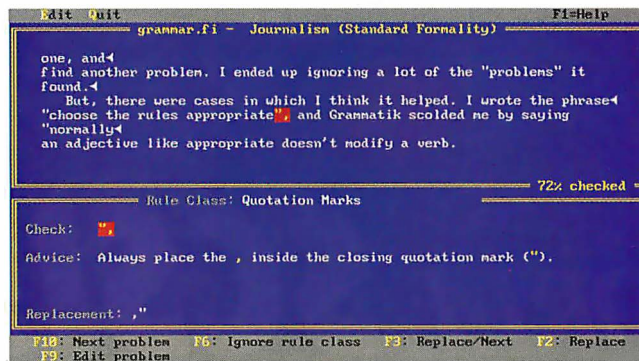 Edit Quit F1=Help
grammar.fi - Journalism (Standard Formality)
one, and◄
find another problem. I ended up ignoring a lot of the "problems" it
found.◄
But, there were cases in which I think it helped. I wrote the phrase◄
"choose the rules appropriate", and Grammatik scolded me by saying
"normally◄
an adjective like appropriate doesn't modify a verb.
72% checked
Rule Class: Quotation Marks
Check: ",
Advice: Always place the , inside the closing quotation mark (").
Replacement: ,"
F10: Next problem F6: Ignore rule class F3: Replace/Next F2: Replace
F9: Edit problem